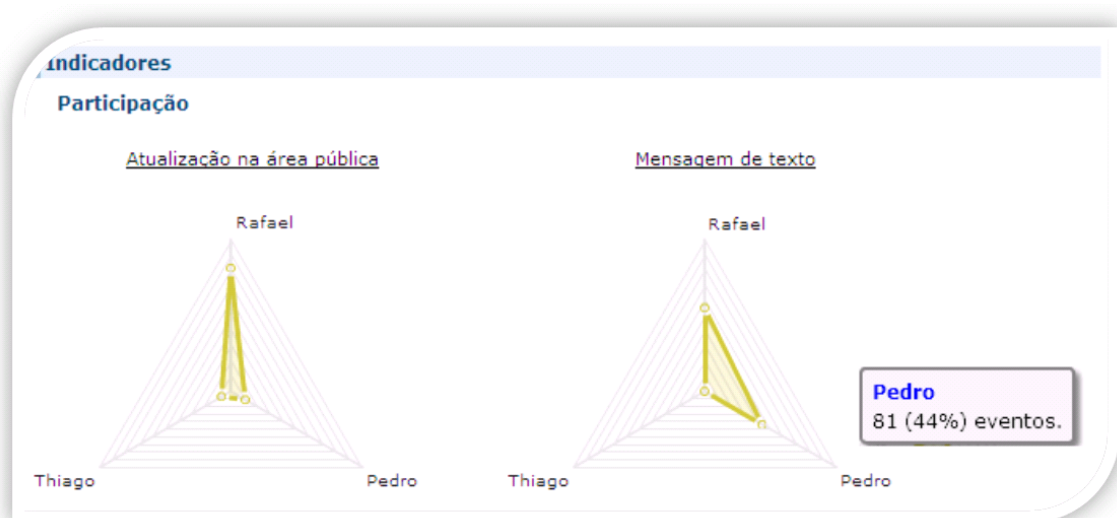 Indicadores
Participação
Atualização na área pública
Mensagem de texto
Rafael
Rafael
Pedro
81 (44%) eventos.
Thiago
Pedro
Thiago
Pedro